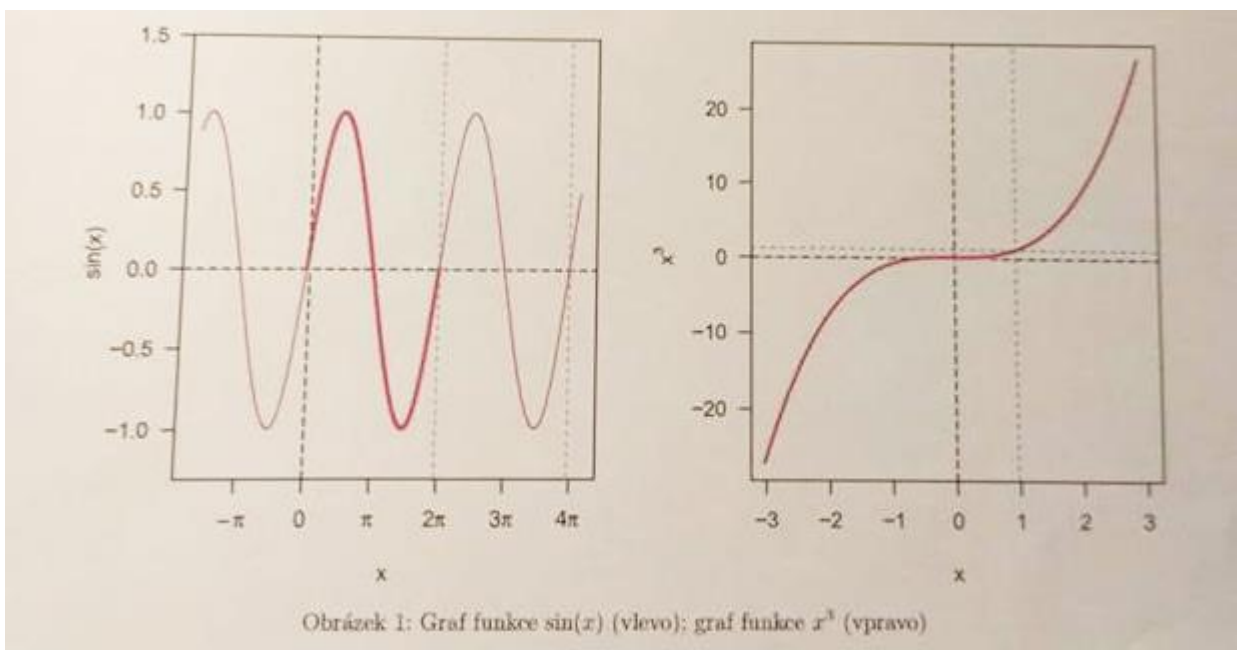 1.5
1.0
0.5
0.0
−0.5
−1.0
sin(x)
−π 0 π 2π 3π 4π
x
20
10
0
−10
−20
x³
−3 −2 −1 0 1 2 3
x
Obrázek 1: Graf funkce sin(x) (vlevo); graf funkce x³ (vpravo)